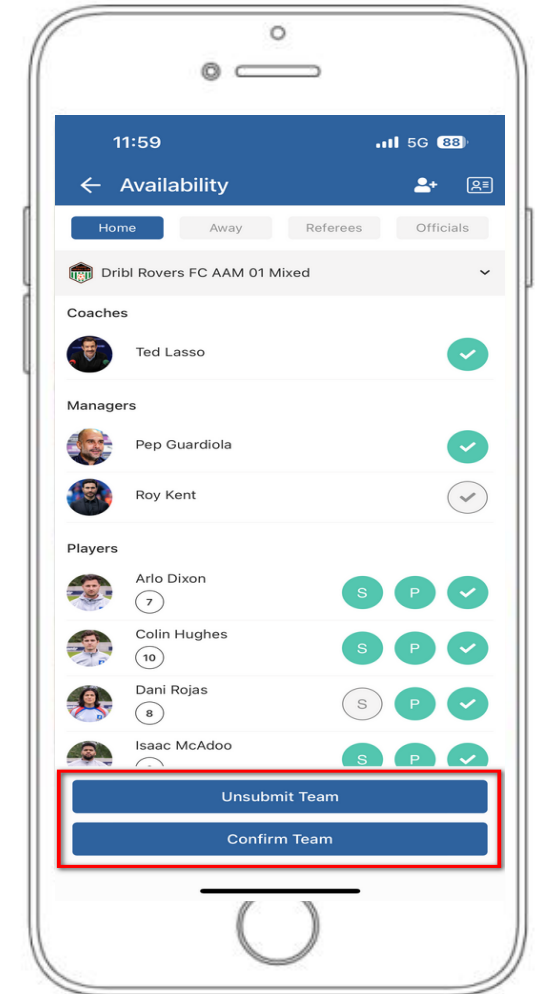 11:59 5G 88
Availability
Home Away Referees Officials
Dribl Rovers FC AAM 01 Mixed
Coaches
Ted Lasso
Managers
Pep Guardiola
Roy Kent
Players
Arlo Dixon
7 S P
Colin Hughes
10 S P
Dani Rojas
8 S P
Isaac McAdoo
S P
Unsubmit Team
Confirm Team